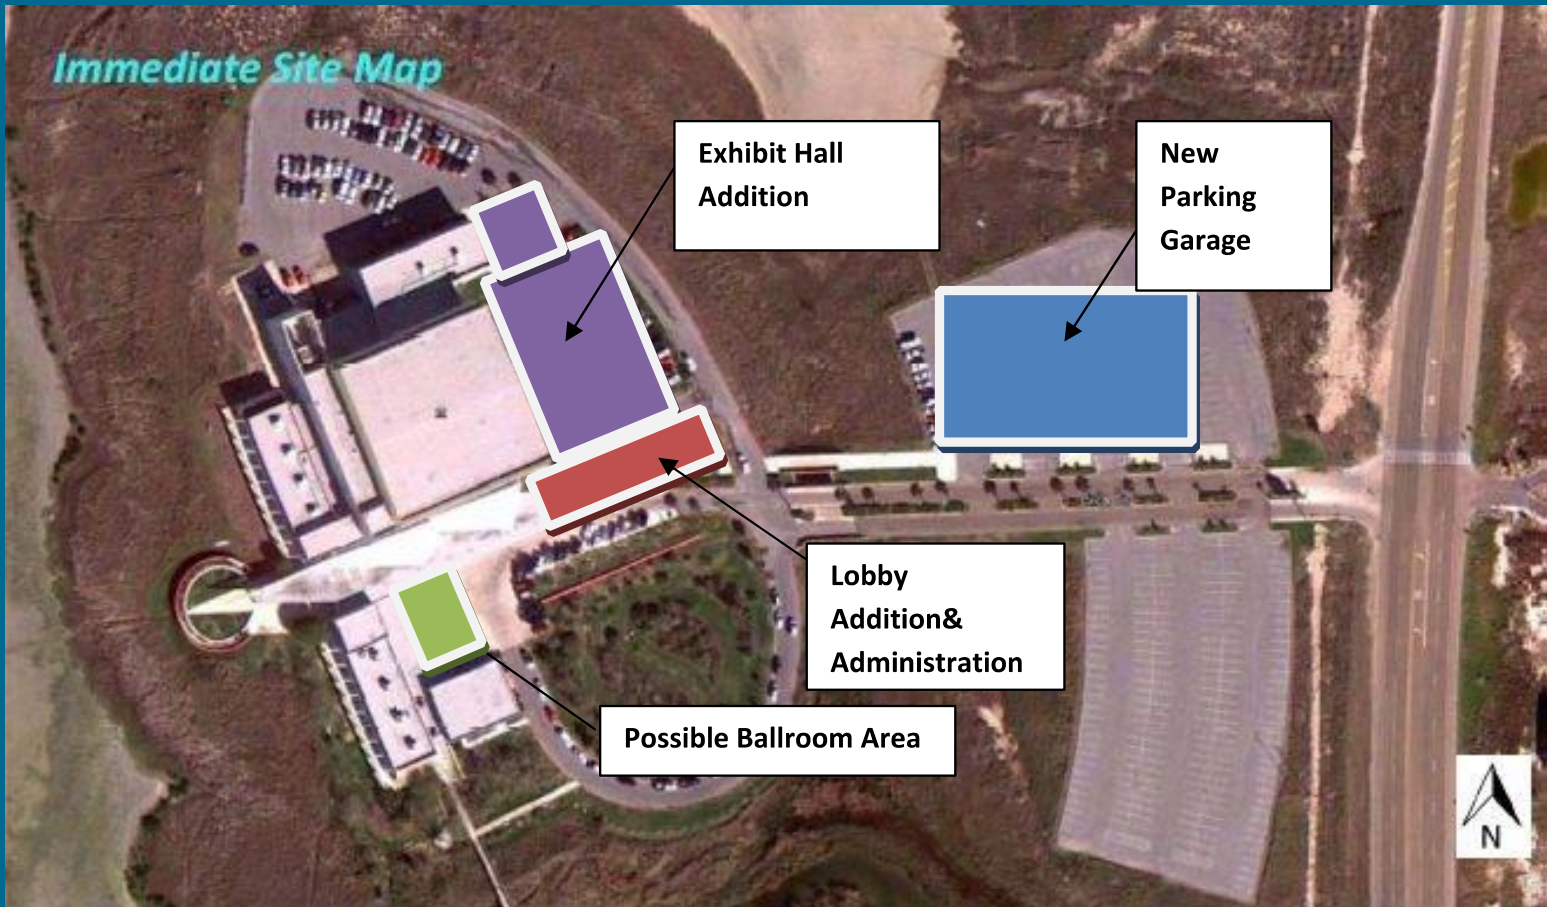 Immediate Site Map
Exhibit Hall
Addition
New
Parking
Garage
Lobby
Addition&
Administration
Possible Ballroom Area
N